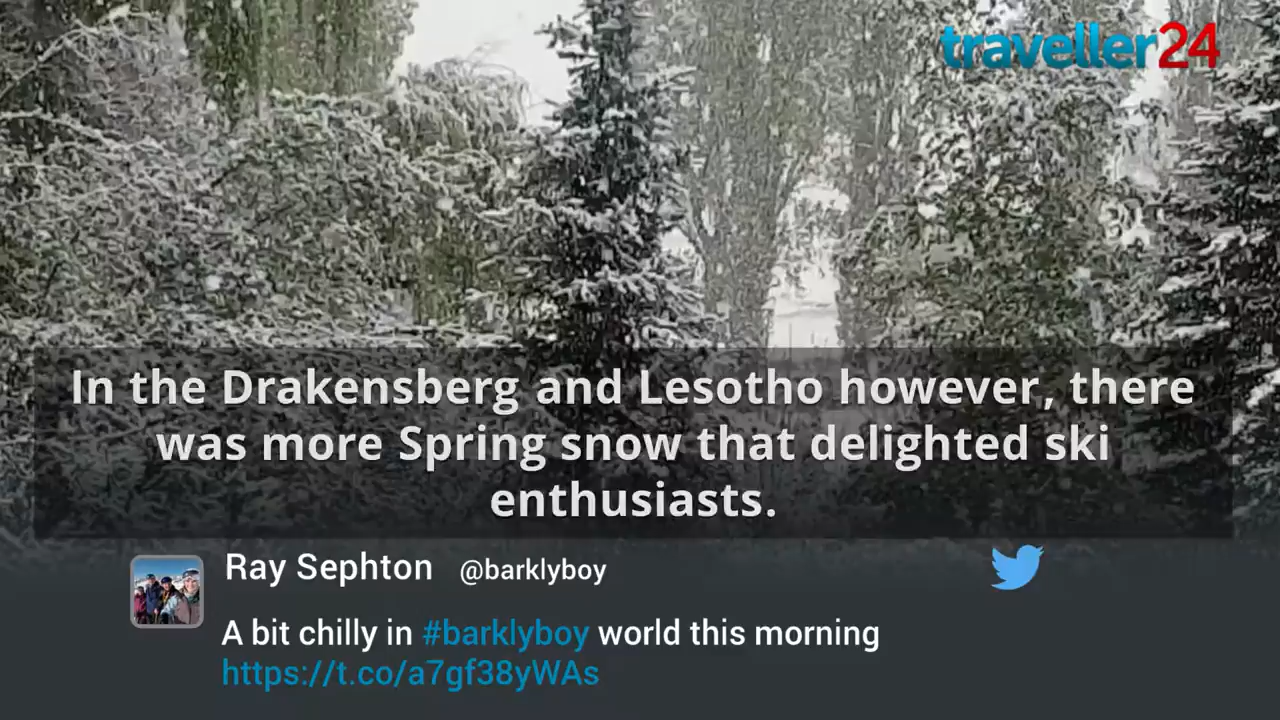 traveller24
In the Drakensberg and Lesotho however, there
was more Spring snow that delighted ski
enthusiasts.
Ray Sephton @barklyboy
A bit chilly in #barklyboy world this morning
https://t.co/a7gf38yWAs